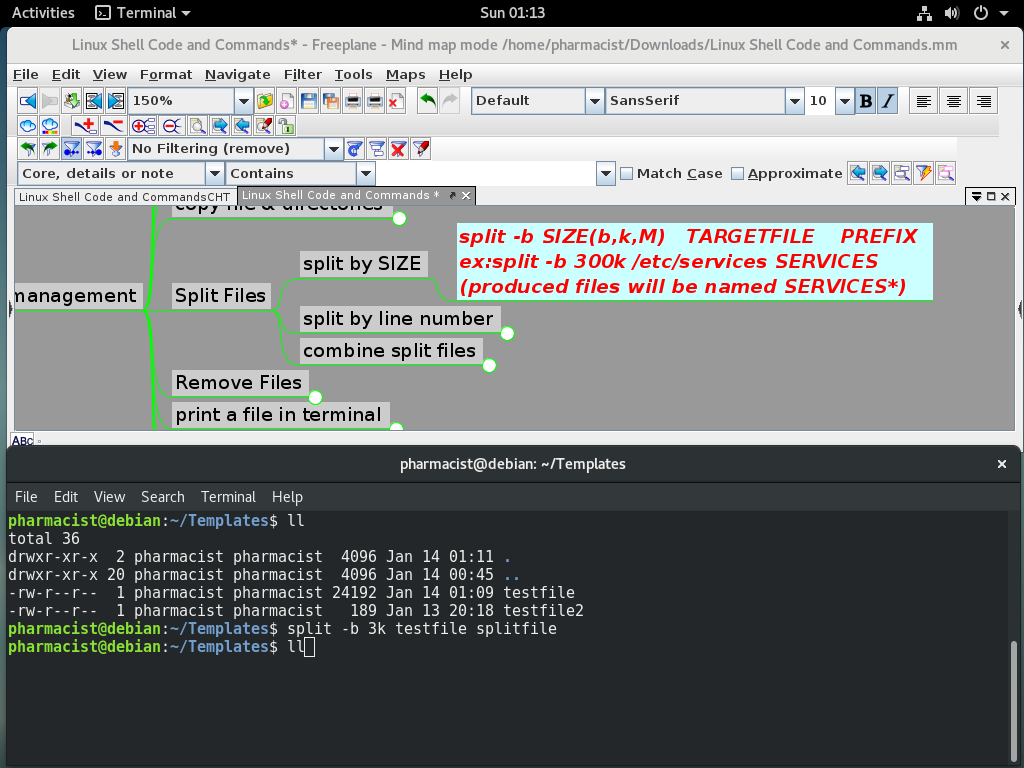 Activities Terminal Sun 01:13
Linux Shell Code and Commands* - Freeplane - Mind map mode /home/pharmacist/Downloads/Linux Shell Code and Commands.mm
File Edit View Format Navigate Filter Tools Maps Help
150% Default SansSerif 10 B I
No Filtering (remove)
Core, details or note Contains Match Case Approximate
Linux Shell Code and CommandsCHT Linux Shell Code and Commands *
copy file & directories
split -b SIZE(b,k,M) TARGETFILE PREFIX
ex:split -b 300k /etc/services SERVICES
(produced files will be named SERVICES*)
split by SIZE
management Split Files
split by line number
combine split files
Remove Files
print a file in terminal
ABC
pharmacist@debian: ~/Templates
File Edit View Search Terminal Help
pharmacist@debian:~/Templates$ ll
total 36
drwxr-xr-x  2 pharmacist pharmacist  4096 Jan 14 01:11 .
drwxr-xr-x 20 pharmacist pharmacist  4096 Jan 14 00:45 ..
-rw-r--r--  1 pharmacist pharmacist 24192 Jan 14 01:09 testfile
-rw-r--r--  1 pharmacist pharmacist   189 Jan 13 20:18 testfile2
pharmacist@debian:~/Templates$ split -b 3k testfile splitfile
pharmacist@debian:~/Templates$ ll